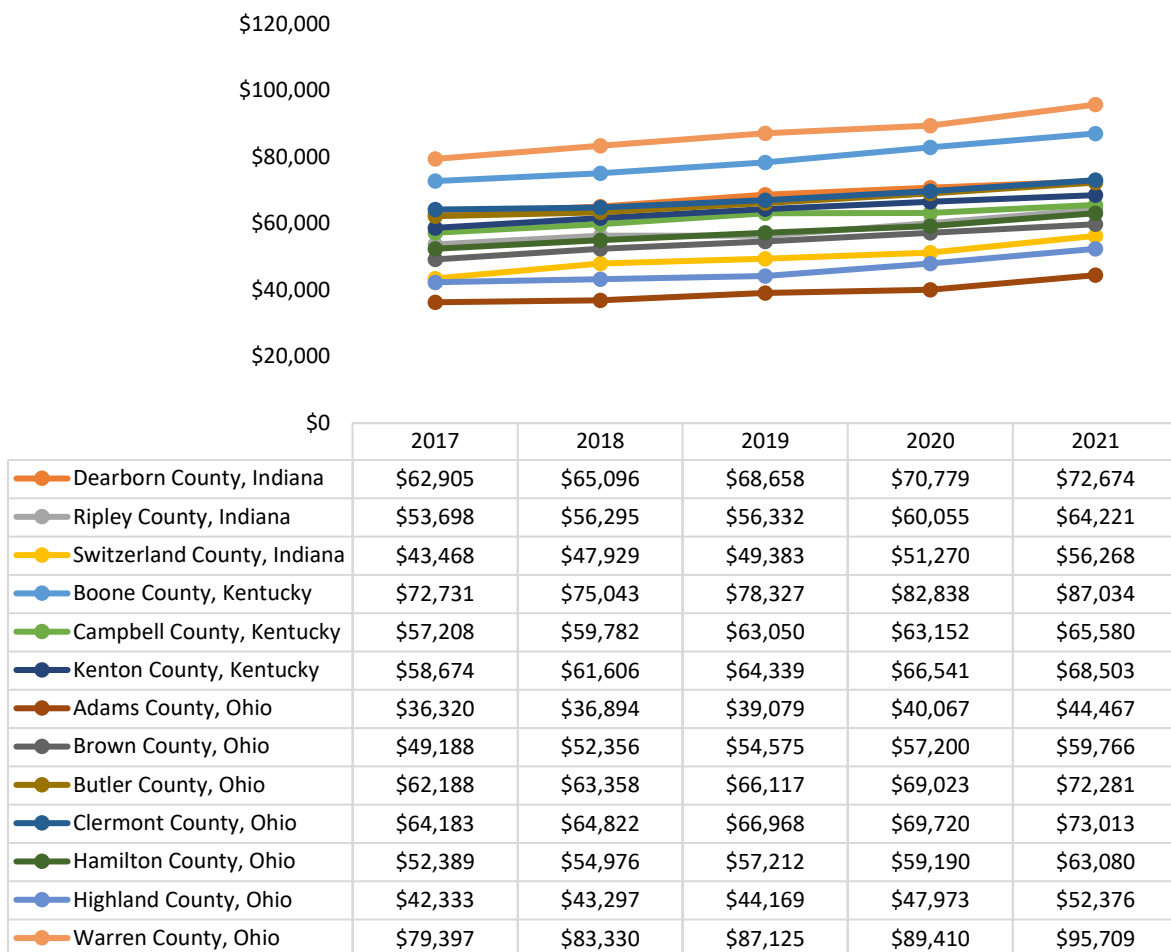 $120,000
$100,000
$80,000
$60,000
$40,000
$20,000
$0
2017 2018 2019 2020 2021
Dearborn County, Indiana $62,905 $65,096 $68,658 $70,779 $72,674
Ripley County, Indiana $53,698 $56,295 $56,332 $60,055 $64,221
Switzerland County, Indiana $43,468 $47,929 $49,383 $51,270 $56,268
Boone County, Kentucky $72,731 $75,043 $78,327 $82,838 $87,034
Campbell County, Kentucky $57,208 $59,782 $63,050 $63,152 $65,580
Kenton County, Kentucky $58,674 $61,606 $64,339 $66,541 $68,503
Adams County, Ohio $36,320 $36,894 $39,079 $40,067 $44,467
Brown County, Ohio $49,188 $52,356 $54,575 $57,200 $59,766
Butler County, Ohio $62,188 $63,358 $66,117 $69,023 $72,281
Clermont County, Ohio $64,183 $64,822 $66,968 $69,720 $73,013
Hamilton County, Ohio $52,389 $54,976 $57,212 $59,190 $63,080
Highland County, Ohio $42,333 $43,297 $44,169 $47,973 $52,376
Warren County, Ohio $79,397 $83,330 $87,125 $89,410 $95,709